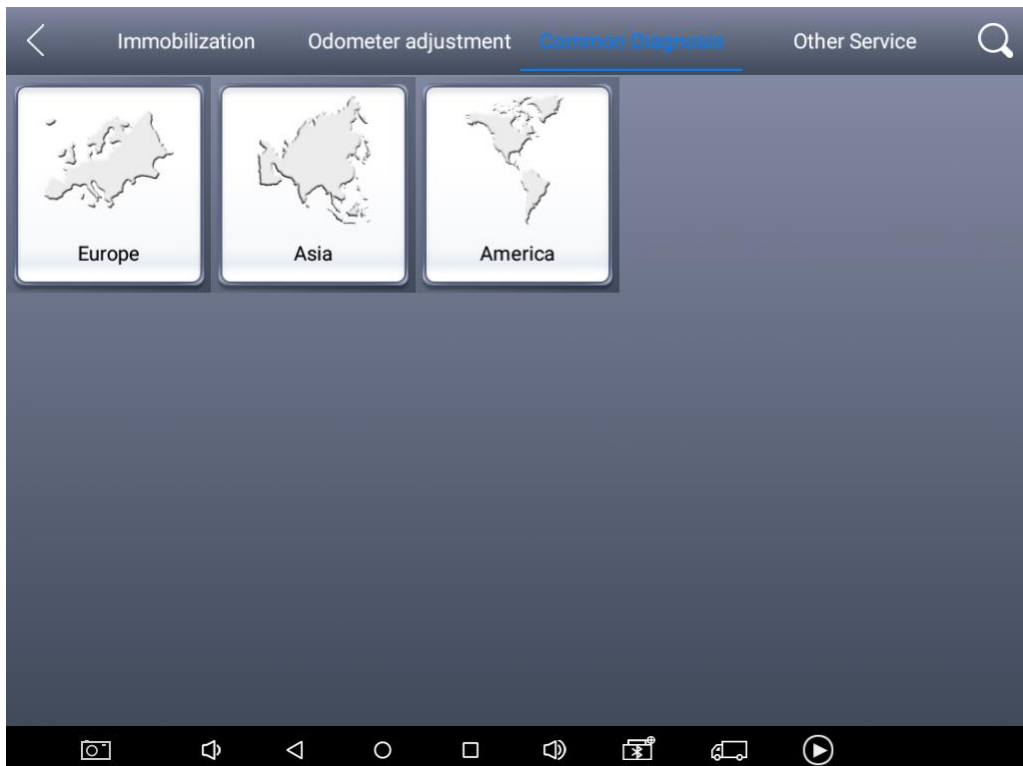 Immobilization Odometer adjustment Common Diagnosis Other Service
Europe Asia America